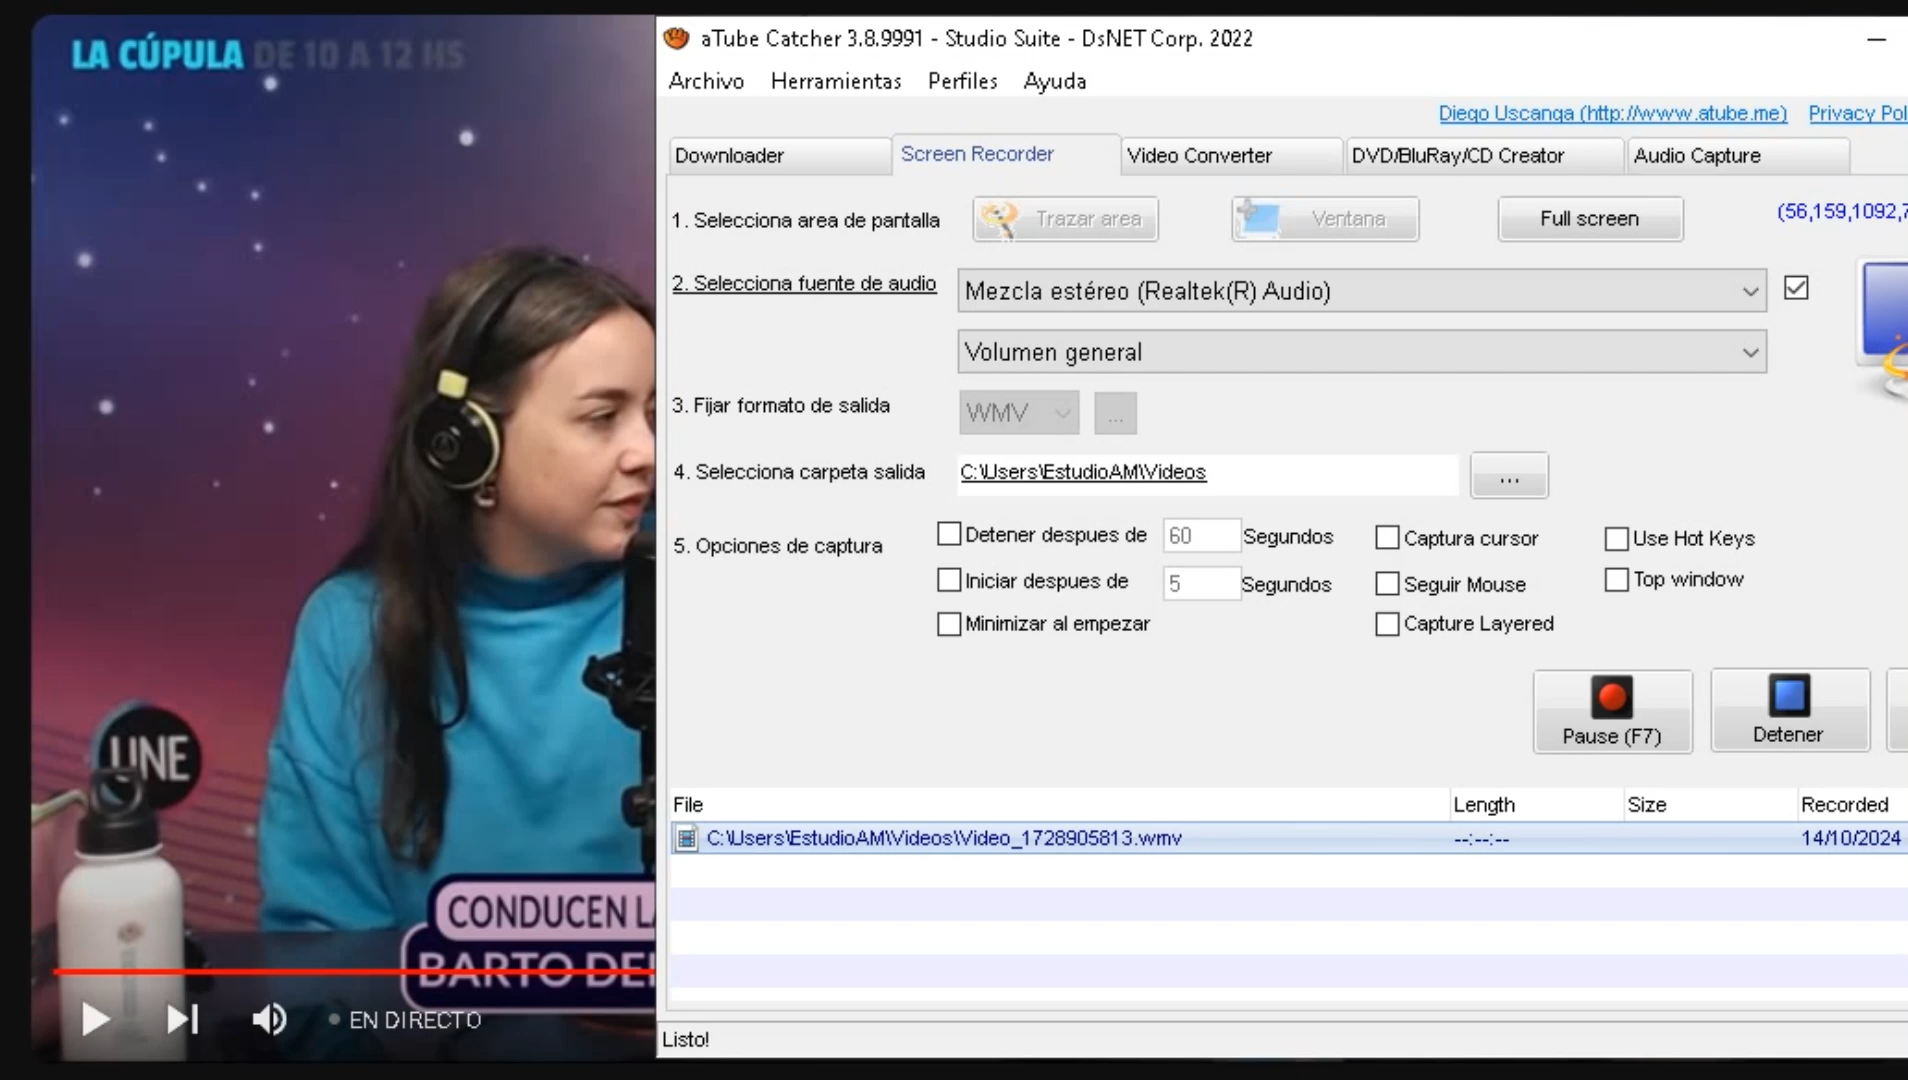 LA CÚPULA DE 10 A 12 HS
UNE
CONDUCEN
BARTO
EN DIRECTO
aTube Catcher 3.8.9991 - Studio Suite - DsNET Corp. 2022
Archivo Herramientas Perfiles Ayuda
Diego Uscanga (http://www.atube.me) Privacy Pol
Downloader Screen Recorder Video Converter DVD/BluRay/CD Creator Audio Capture
1. Selecciona area de pantalla Trazar area Ventana Full screen (56,159,1092,7
2. Selecciona fuente de audio Mezcla estéreo (Realtek(R) Audio)
Volumen general
3. Fijar formato de salida WMV ...
4. Selecciona carpeta salida C:\Users\EstudioAM\Videos ...
5. Opciones de captura
Detener despues de 60 Segundos Captura cursor Use Hot Keys
Iniciar despues de 5 Segundos Seguir Mouse Top window
Minimizar al empezar Capture Layered
Pause (F7) Detener
File Length Size Recorded
C:\Users\EstudioAM\Videos\Video_1728905813.wmv --:--:-- 14/10/2024
Listo!